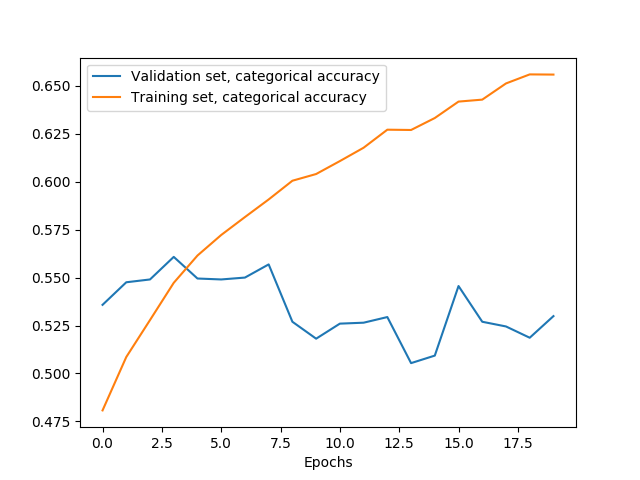 Validation set, categorical accuracy
Training set, categorical accuracy
0.650
0.625
0.600
0.575
0.550
0.525
0.500
0.475
0.0 2.5 5.0 7.5 10.0 12.5 15.0 17.5
Epochs